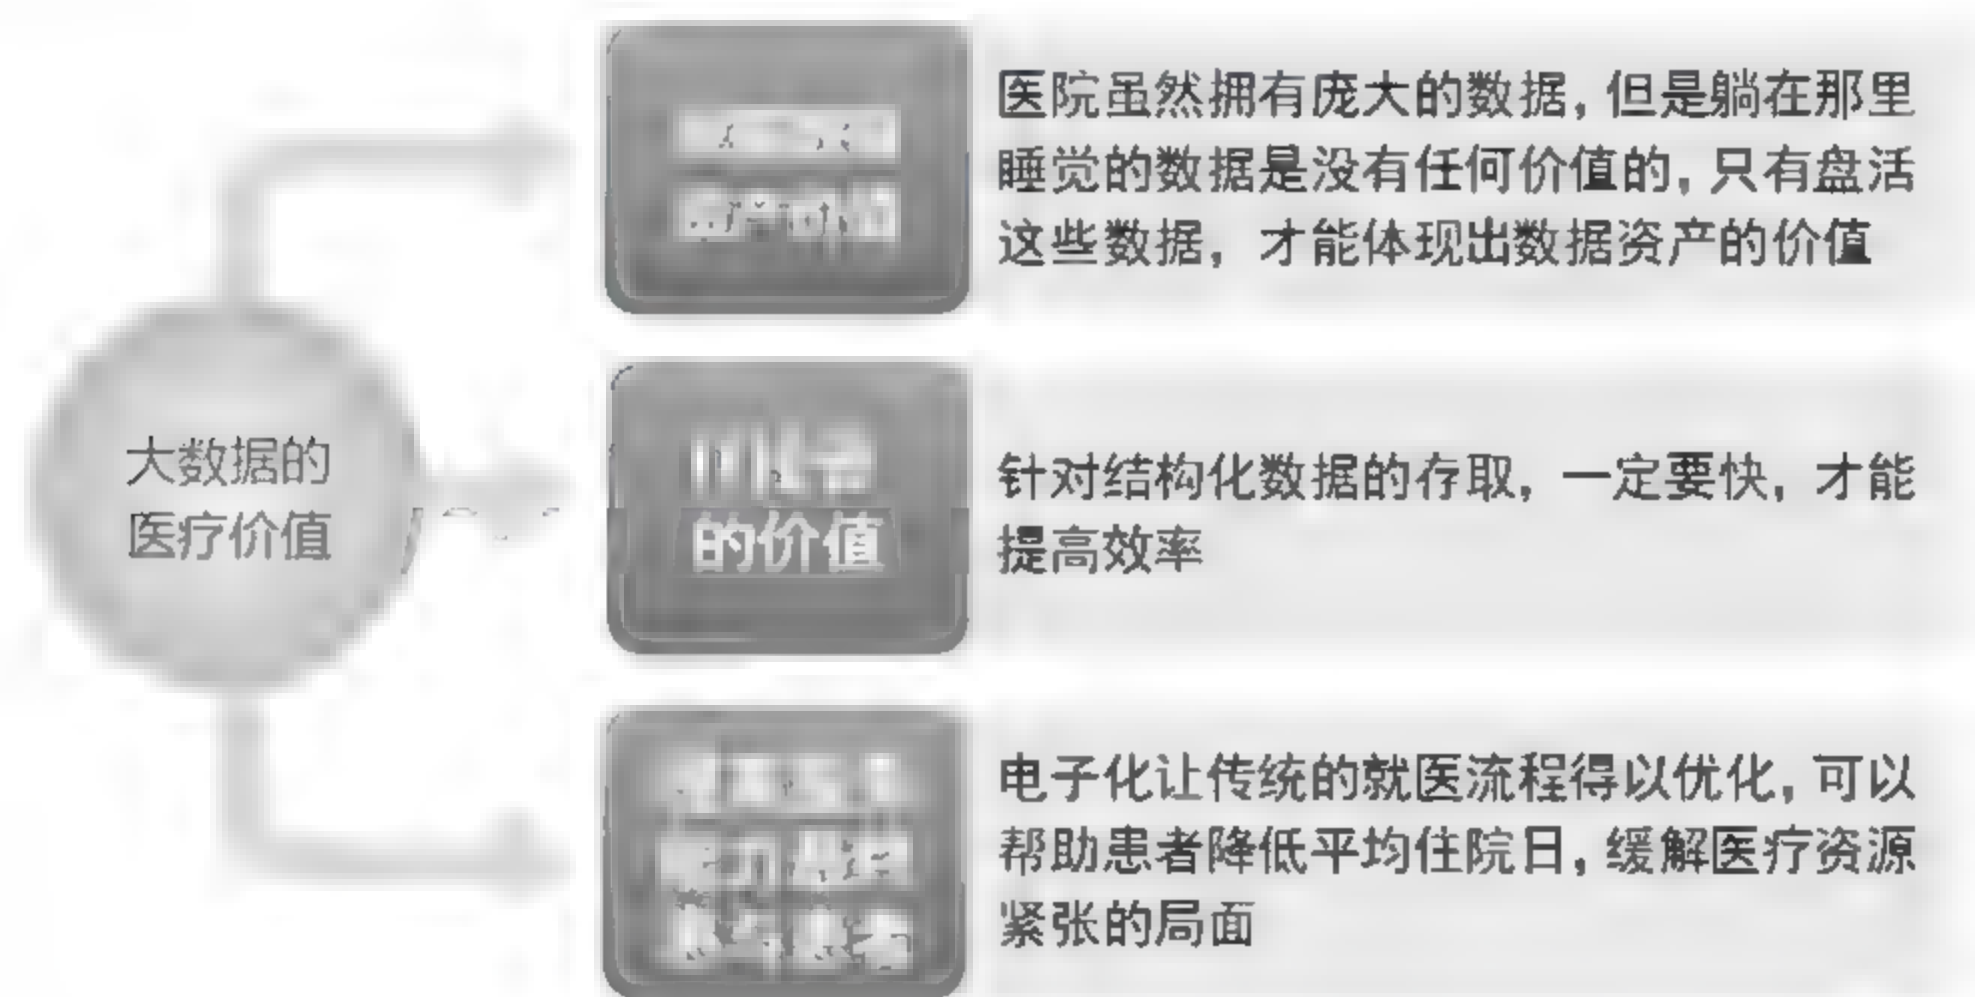 大数据的
医疗价值
医院虽然拥有庞大的数据，但是躺在那里
睡觉的数据是没有任何价值的，只有盘活
这些数据，才能体现出数据资产的价值
的价值
针对结构化数据的存取，一定要快，才能
提高效率
电子化让传统的就医流程得以优化，可以
帮助患者降低平均住院日，缓解医疗资源
紧张的局面